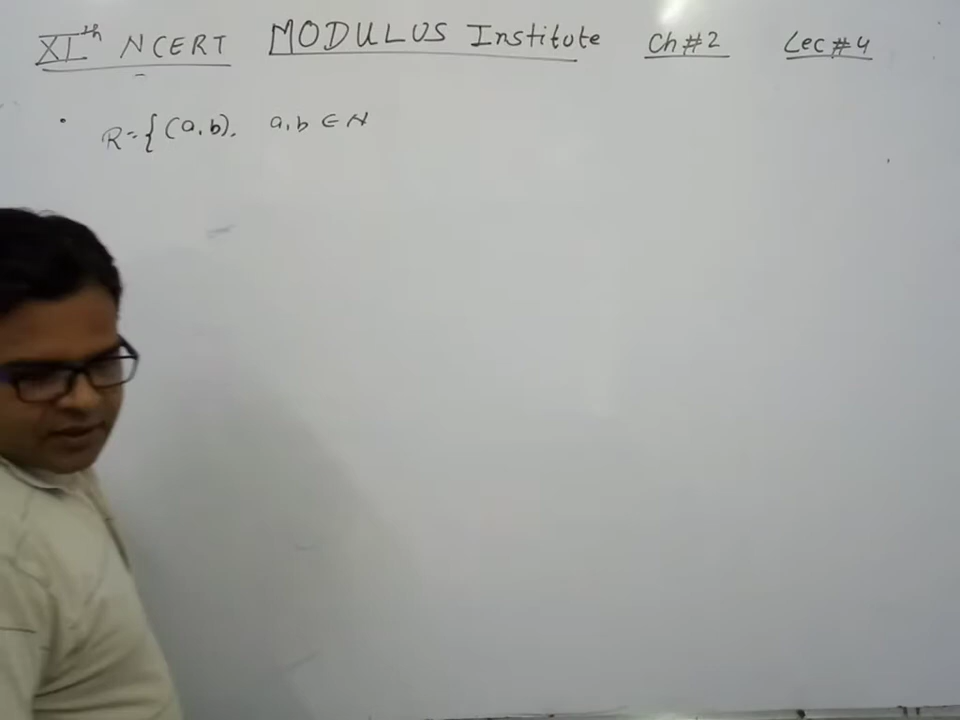 XIth NCERT MODULUS Institute Ch#2 Lec#4
R = {(a,b). a,b ∈ N